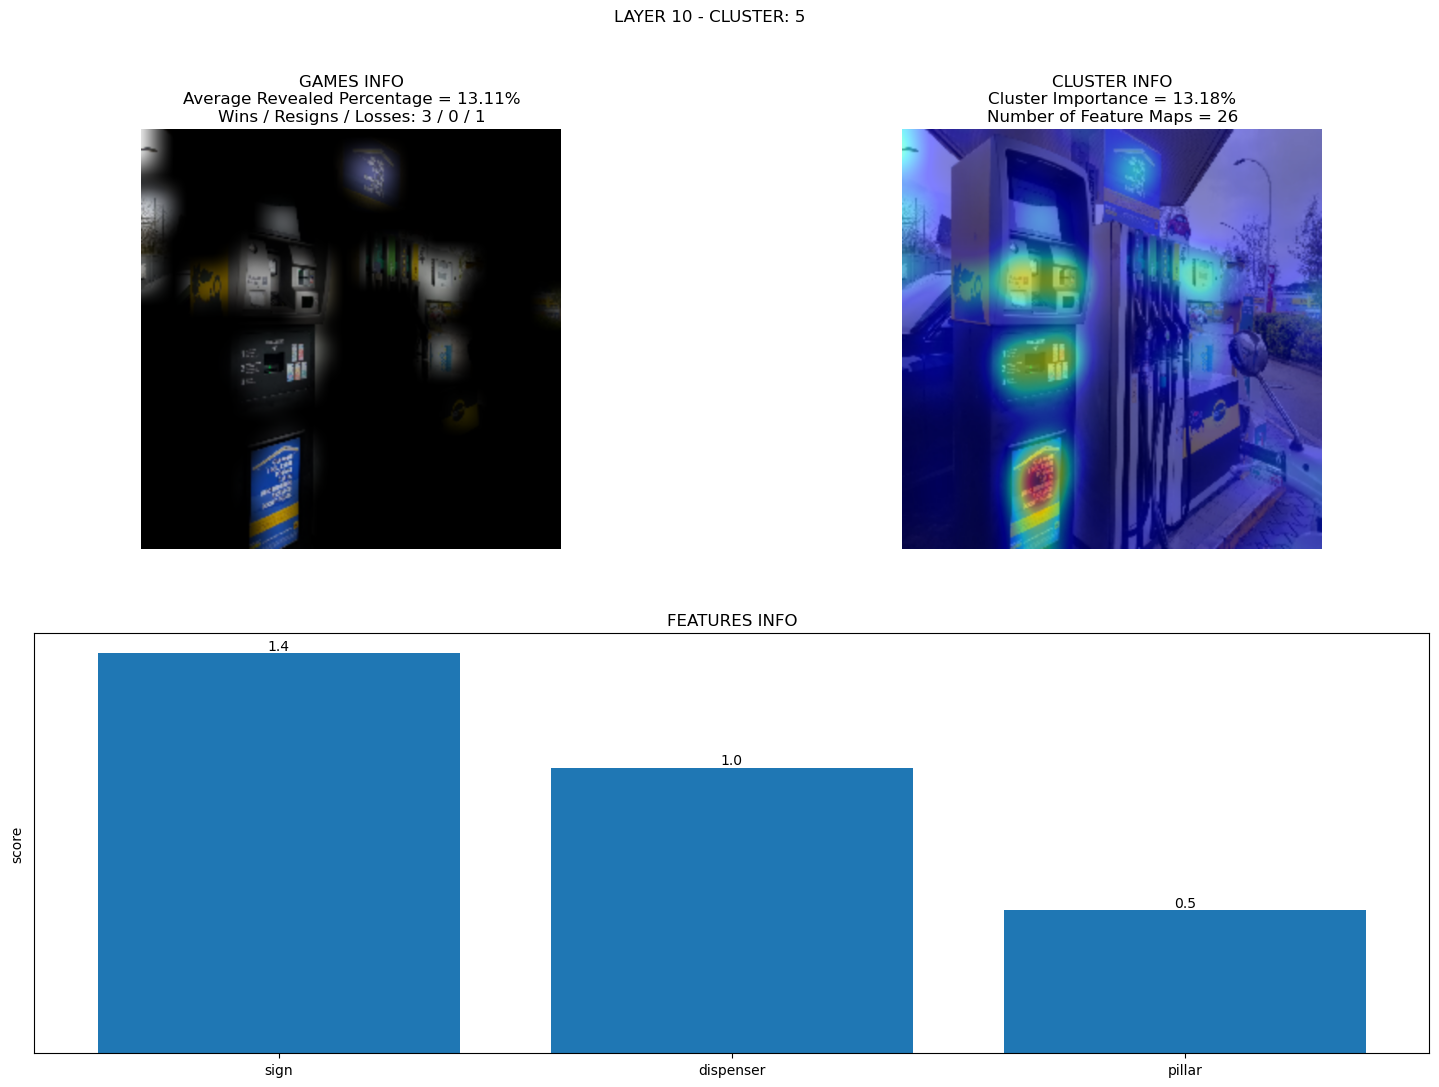 LAYER 10 - CLUSTER: 5
GAMES INFO
Average Revealed Percentage = 13.11%
Wins / Resigns / Losses: 3 / 0 / 1
CLUSTER INFO
Cluster Importance = 13.18%
Number of Feature Maps = 26
FEATURES INFO
score
1.4
1.0
0.5
sign
dispenser
pillar